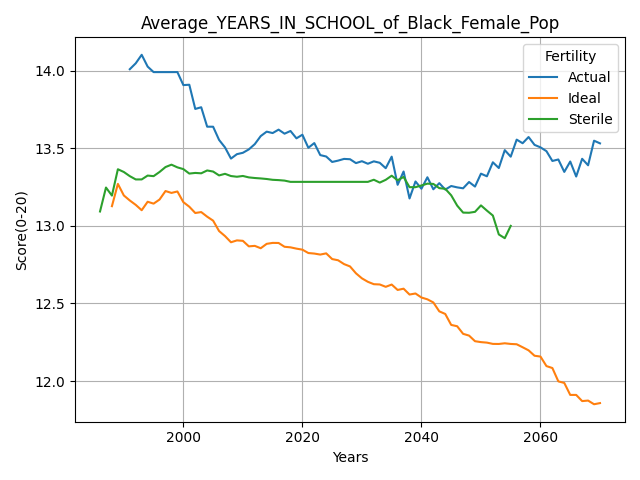 Average_YEARS_IN_SCHOOL_of_Black_Female_Pop
Fertility
Actual
Ideal
Sterile
Score(0-20)
14.0
13.5
13.0
12.5
12.0
2000
2020
2040
2060
Years